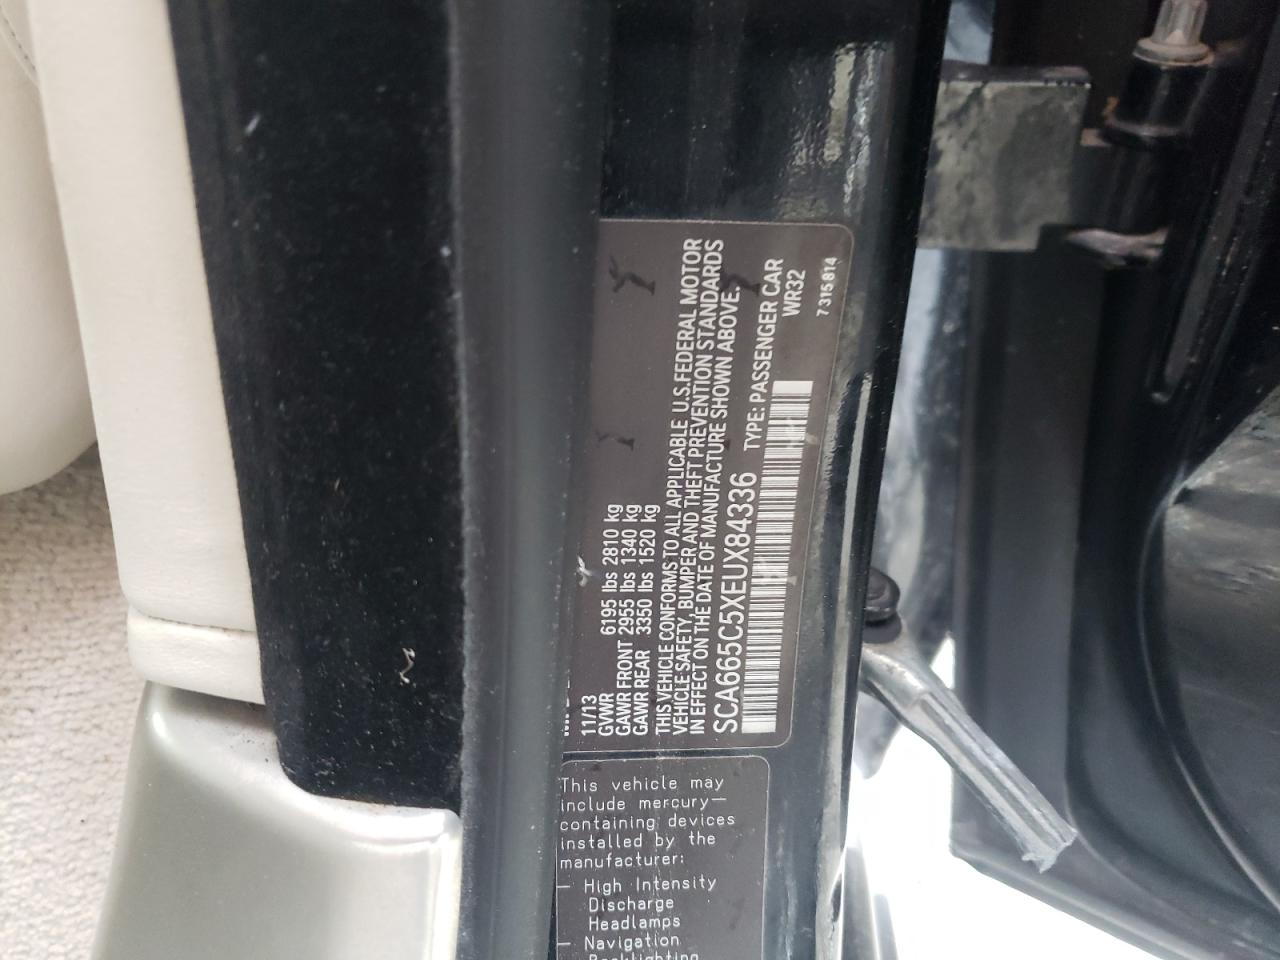 11/13
GVWR 6195 lbs 2810 kg
GAWR FRONT 2955 lbs 1340 kg
GAWR REAR 3350 lbs 1520 kg
THIS VEHICLE CONFORMS TO ALL APPLICABLE U.S.FEDERAL MOTOR
VEHICLE SAFETY, BUMPER AND THEFT PREVENTION STANDARDS
IN EFFECT ON THE DATE OF MANUFACTURE SHOWN ABOVE.
SCA665C5XEUX84336 TYPE: PASSENGER CAR
WR32
7 315.814
This vehicle may
include mercury—
containing devices
installed by the
manufacturer:
— High Intensity
Discharge
Headlamps
— Navigation
Backlighting